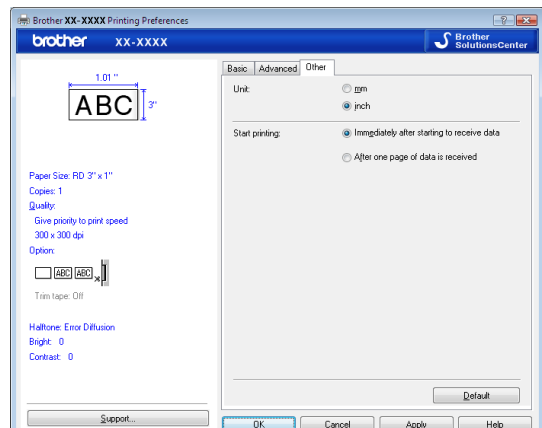 Brother XX-XXXX Printing Preferences
brother XX-XXXX
Brother
SolutionsCenter
Basic Advanced Other
1.01 "
ABC
3"
Paper Size: RD 3" x 1"
Copies: 1
Quality:
Give priority to print speed
300 x 300 dpi
Option:
ABC ABC
Trim tape: Off
Halftone: Error Diffusion
Bright: 0
Contrast: 0
Support...
Unit:
mm
inch
Start printing:
Immediately after starting to receive data
After one page of data is received
Default
OK Cancel Apply Help